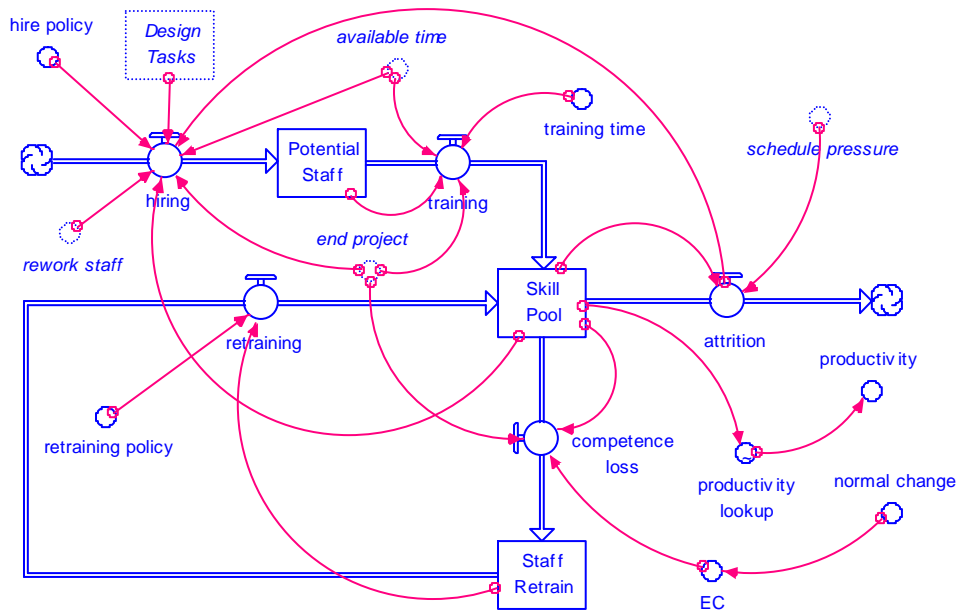 hire policy
Design
Tasks
available time
training time
schedule pressure
Potential
Staff
hiring
training
rework staff
end project
Skill
Pool
retraining
attrition
productivity
retraining policy
competence
loss
productivity
lookup
normal change
Staff
Retrain
EC